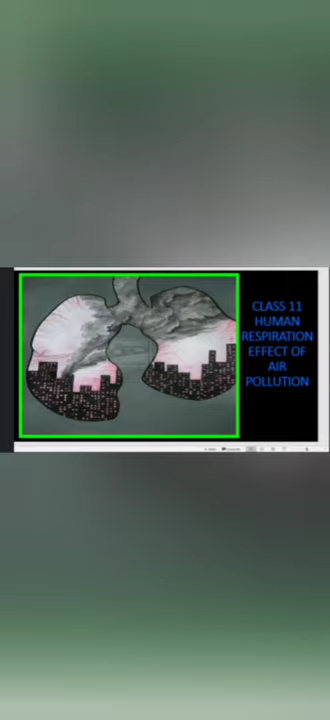 CLASS 11
HUMAN
RESPIRATION
EFFECT OF
AIR
POLLUTION